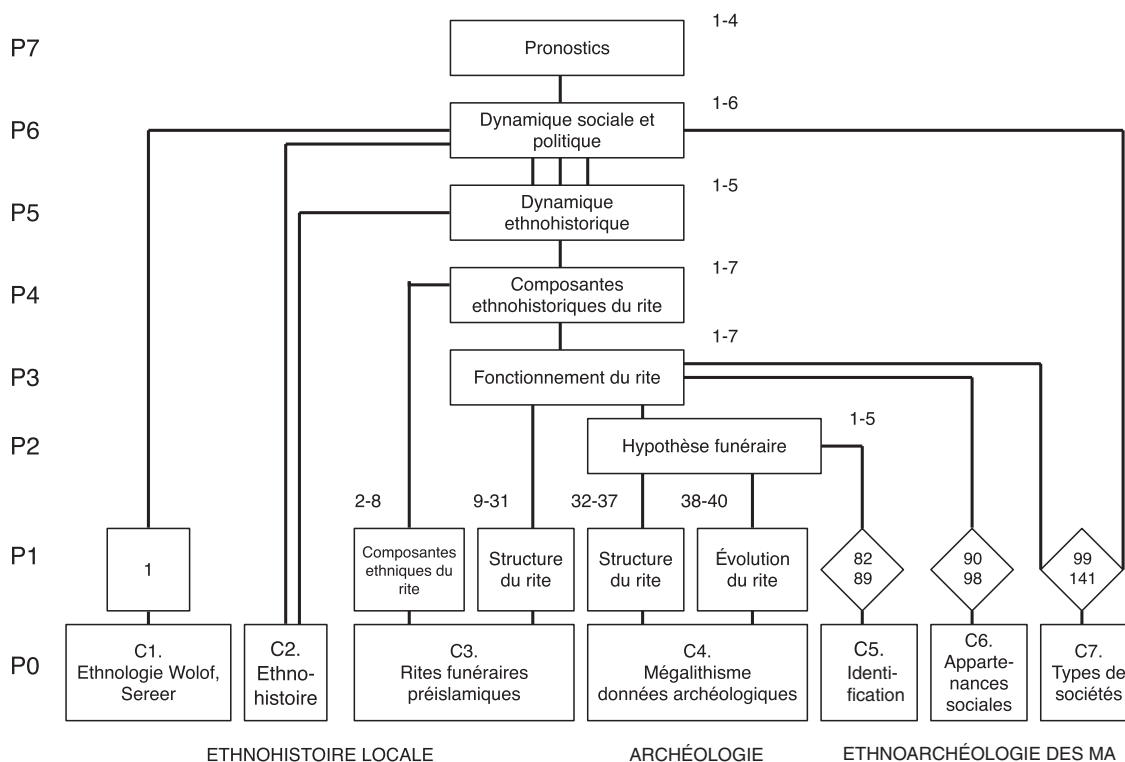 1-4
P7
Pronostics
1-6
P6
Dynamique sociale et
politique
1-5
P5
Dynamique
ethnohistorique
1-7
P4
Composantes
ethnohistoriques du rite
1-7
P3
Fonctionnement du rite
1-5
P2
Hypothèse funéraire
2-8
9-31
32-37
38-40
P1
1
Composantes
ethniques du
rite
Structure
du rite
Structure
du rite
Évolution
du rite
82
89
90
98
99
141
P0
C1.
Ethnologie Wolof,
Sereer
C2.
Ethno-
histoire
C3.
Rites funéraires
préislamiques
C4.
Mégalithisme
données archéologiques
C5.
Identi-
fication
C6.
Apparte-
nances
sociales
C7.
Types de
sociétés
ETHNOHISTOIRE LOCALE
ARCHÉOLOGIE
ETHNOARCHÉOLOGIE DES MA